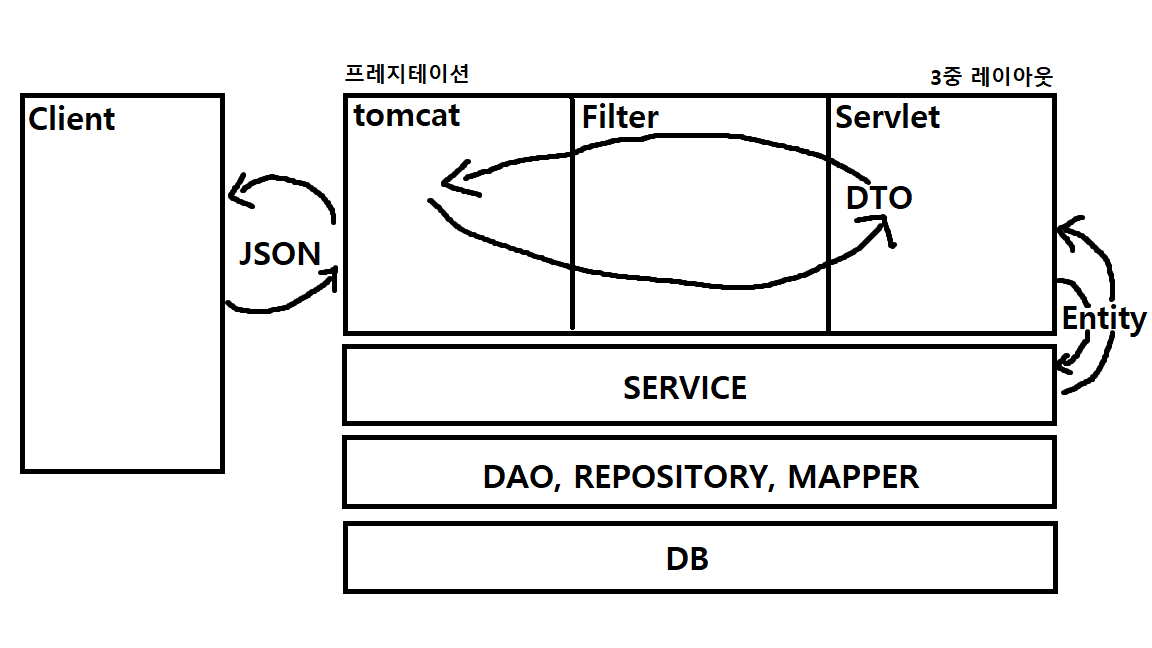 프레지테이션
3중 레이아웃
Client
tomcat
Filter
Servlet
DTO
JSON
Entity
SERVICE
DAO, REPOSITORY, MAPPER
DB